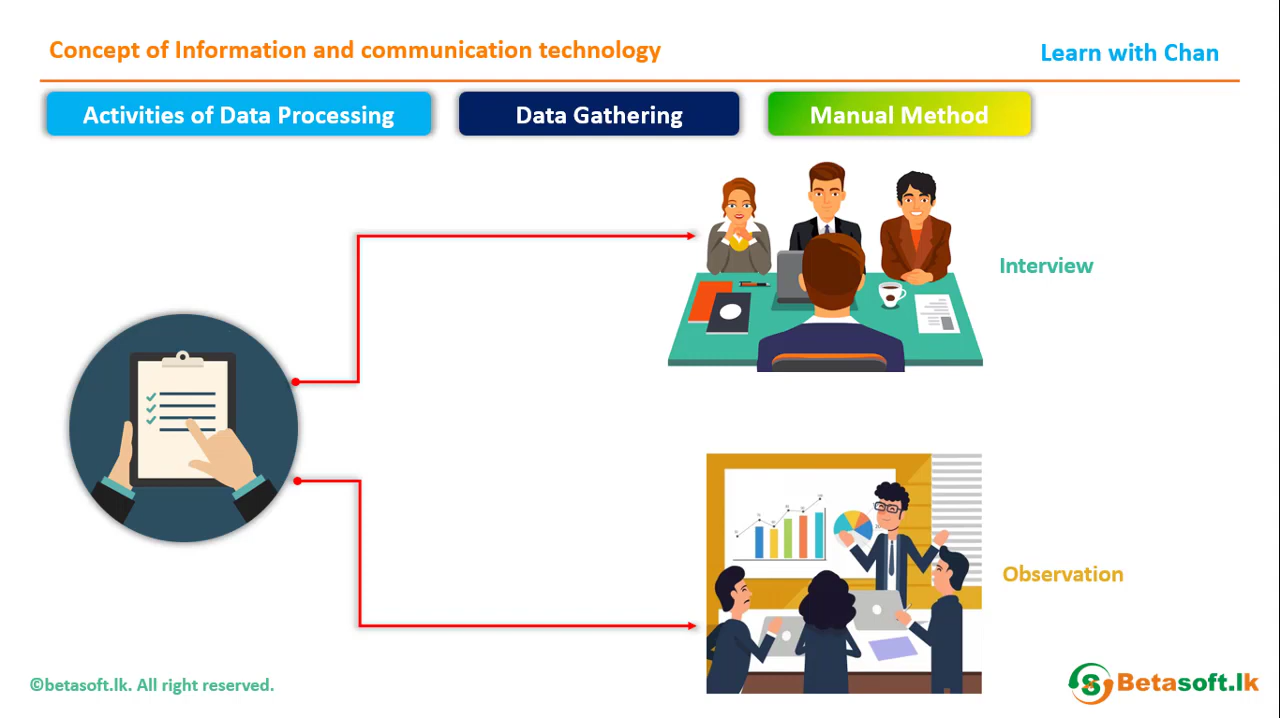 Concept of Information and communication technology
Learn with Chan
Activities of Data Processing
Data Gathering
Manual Method
Interview
Observation
©betasoft.lk. All right reserved.
Betasoft.lk